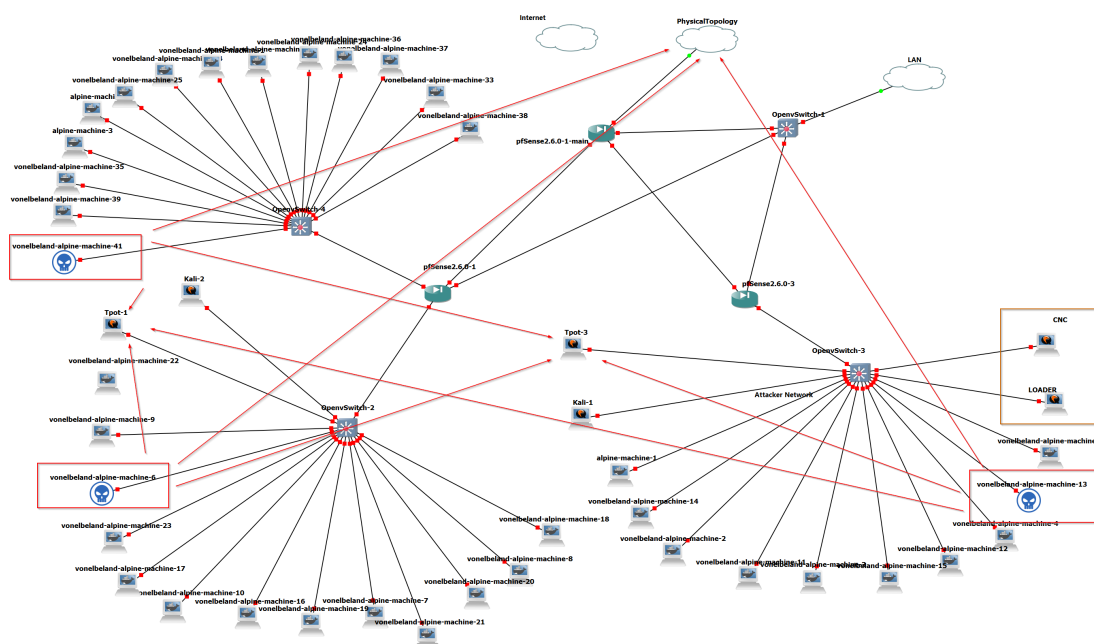 Internet
PhysicalTopology
LAN
vonelbeland-alpine-machine-36
vonelbeland-alpine-machine-37
vonelbeland-alpine-machine-25
vonelbeland-alpine-machine-33
alpine-machi
vonelbeland-alpine-machine-38
alpine-machine-3
OpenvSwitch-1
pfSense2.6.0-1-main
vonelbeland-alpine-machine-35
vonelbeland-alpine-machine-39
OpenvSwitch-4
vonelbeland-alpine-machine-41
pfSense2.6.0-1
Kali-2
pfSense2.6.0-3
Tpot-1
Tpot-3
CNC
OpenvSwitch-3
vonelbeland-alpine-machine-22
LOADER
Attacker Network
Kali-1
OpenvSwitch-2
vonelbeland-alpine-machine-9
vonelbeland-alpine-machine
alpine-machine-1
vonelbeland-alpine-machine-6
vonelbeland-alpine-machine-13
vonelbeland-alpine-machine-14
vonelbeland-alpine-machine-18
vonelbeland-alpine-machine-23
vonelbeland-alpine-machine-4
vonelbeland-alpine-machine-2
vonelbeland-alpine-machine-12
vonelbeland-alpine-machine-8
vonelbeland-alpine-machine-17
vonelbeland-alpine-machine-15
vonelbeland-alpine-machine-20
vonelbeland-alpine-machine-10
vonelbeland-alpine-machine-16
vonelbeland-alpine-machine-7
vonelbeland-alpine-machine-19
vonelbeland-alpine-machine-21